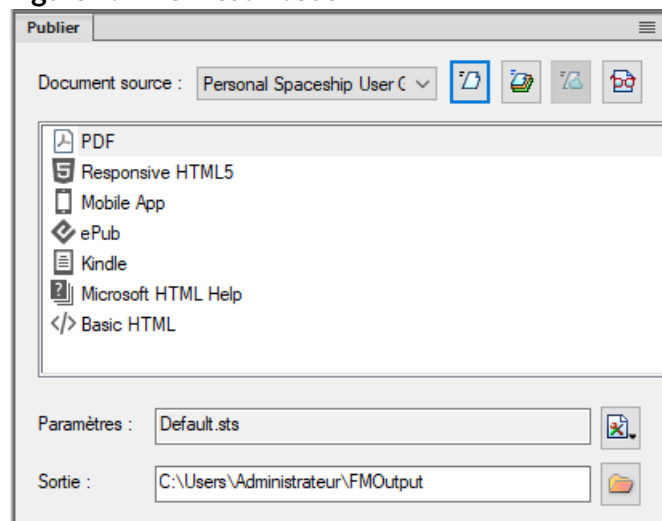 Publier
Document source : Personal Spaceship User
PDF
Responsive HTML5
Mobile App
ePub
Kindle
Microsoft HTML Help
Basic HTML
Paramètres : Default.sts
Sortie : C:\Users\Administrateur\FMOutput